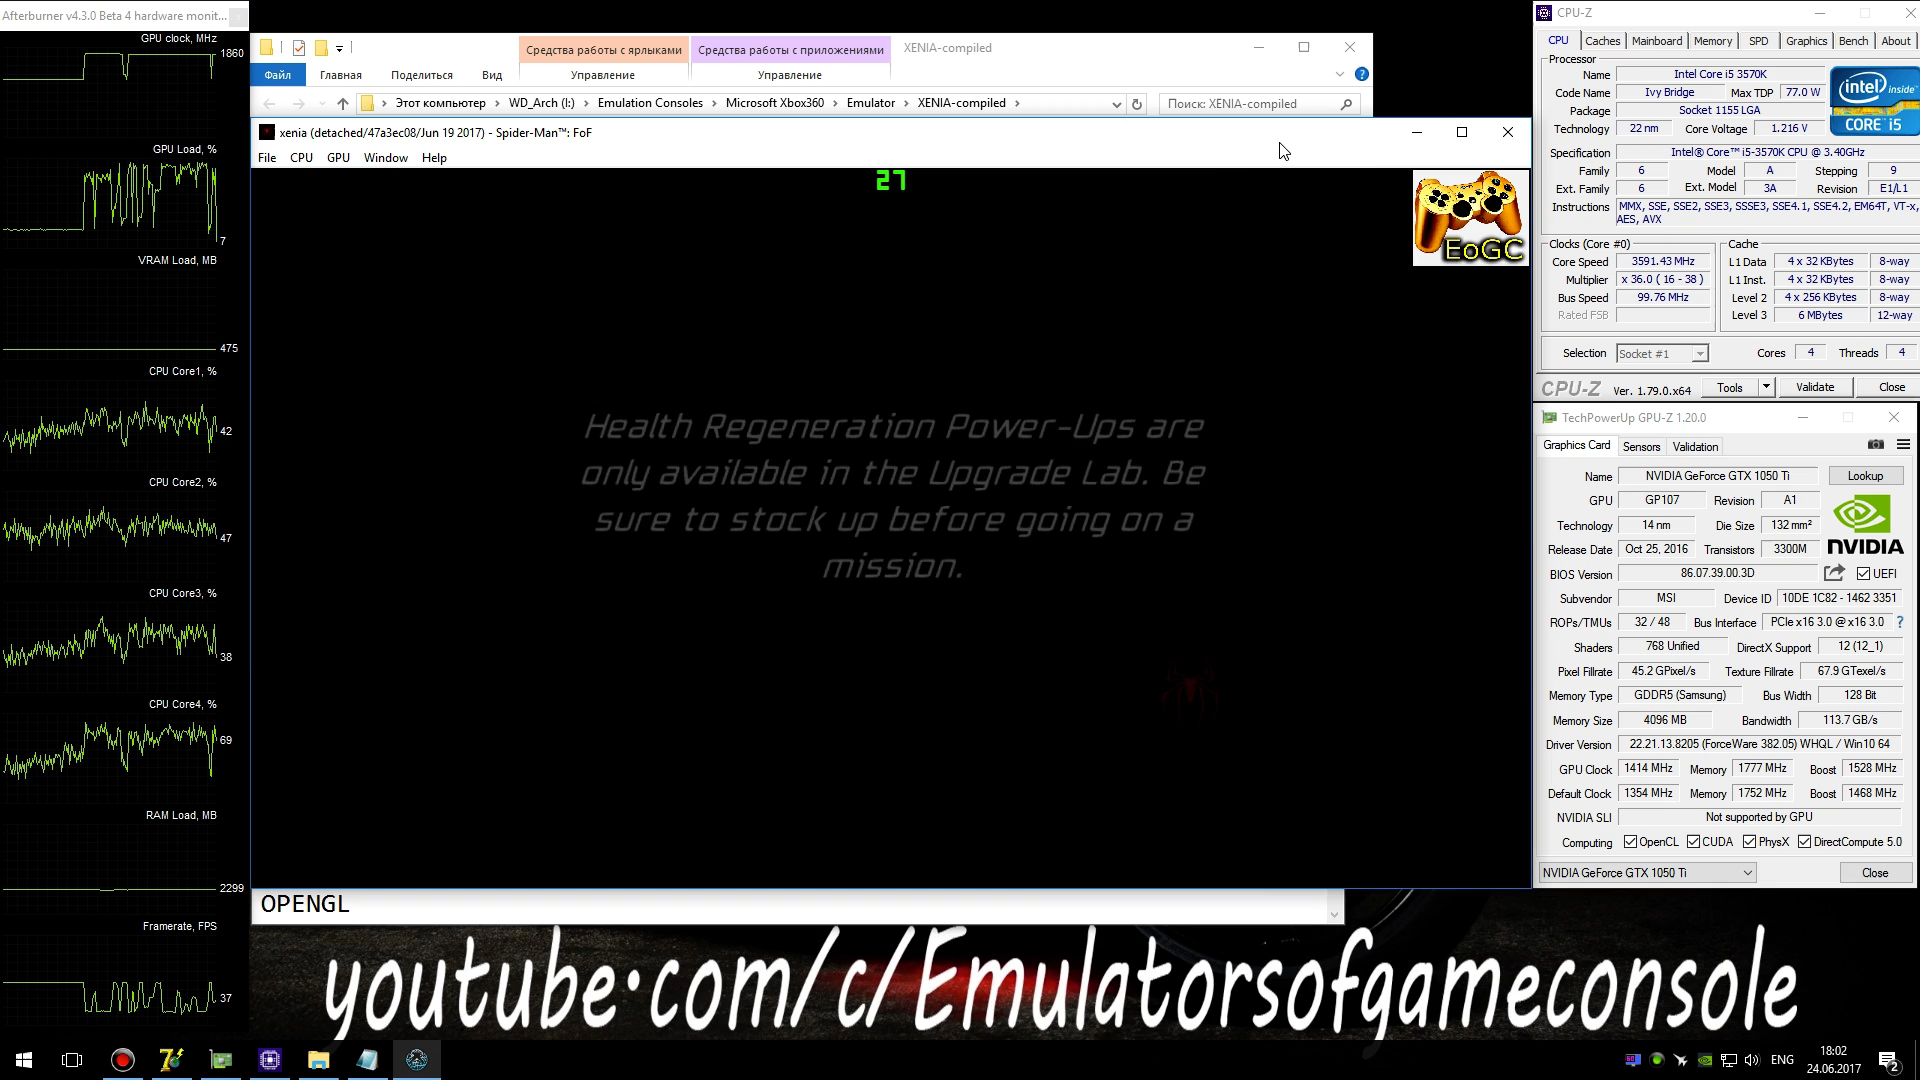 Afterburner v4.3.0 Beta 4 hardware monit...
GPU clock, MHz
1860
GPU Load, %
7
VRAM Load, MB
475
CPU Core1, %
42
CPU Core2, %
47
CPU Core3, %
38
CPU Core4, %
69
RAM Load, MB
2299
Framerate, FPS
37
Средства работы с ярлыками
Средства работы с приложениями
XENIA-compiled
Файл
Главная
Поделиться
Вид
Управление
Управление
Этот компьютер > WD_Arch (I:) > Emulation Consoles > Microsoft Xbox360 > Emulator > XENIA-compiled >
Поиск: XENIA-compiled
xenia (detached/47a3ec08/Jun 19 2017) - Spider-Man™: FoF
File CPU GPU Window Help
27
EoGC
Health Regeneration Power-Ups are
only available in the Upgrade Lab. Be
sure to stock up before going on a
mission.
OPENGL
youtube.com/c/Emulatorsofgameconsole
CPU-Z
CPU Caches Mainboard Memory SPD Graphics Bench About
Processor
Name Intel Core i5 3570K
Code Name Ivy Bridge Max TDP 77.0 W
Package Socket 1155 LGA
Technology 22 nm Core Voltage 1.216 V
intel inside™
CORE i5
Specification Intel® Core™ i5-3570K CPU @ 3.40GHz
Family 6 Model A Stepping 9
Ext. Family 6 Ext. Model 3A Revision E1/L1
Instructions MMX, SSE, SSE2, SSE3, SSSE3, SSE4.1, SSE4.2, EM64T, VT-x,
AES, AVX
Clocks (Core #0)
Core Speed 3591.43 MHz
Multiplier x 36.0 ( 16 - 38 )
Bus Speed 99.76 MHz
Rated FSB
Cache
L1 Data 4 x 32 KBytes 8-way
L1 Inst. 4 x 32 KBytes 8-way
Level 2 4 x 256 KBytes 8-way
Level 3 6 MBytes 12-way
Selection Socket #1 Cores 4 Threads 4
CPU-Z Ver. 1.79.0.x64 Tools Validate Close
TechPowerUp GPU-Z 1.20.0
Graphics Card Sensors Validation
Name NVIDIA GeForce GTX 1050 Ti Lookup
GPU GP107 Revision A1
Technology 14 nm Die Size 132 mm²
Release Date Oct 25, 2016 Transistors 3300M
NVIDIA
BIOS Version 86.07.39.00.3D UEFI
Subvendor MSI Device ID 10DE 1C82 - 1462 3351
ROPs/TMUs 32 / 48 Bus Interface PCIe x16 3.0 @ x16 3.0 ?
Shaders 768 Unified DirectX Support 12 (12_1)
Pixel Fillrate 45.2 GPixel/s Texture Fillrate 67.9 GTexel/s
Memory Type GDDR5 (Samsung) Bus Width 128 Bit
Memory Size 4096 MB Bandwidth 113.7 GB/s
Driver Version 22.21.13.8205 (ForceWare 382.05) WHQL / Win10 64
GPU Clock 1414 MHz Memory 1777 MHz Boost 1528 MHz
Default Clock 1354 MHz Memory 1752 MHz Boost 1468 MHz
NVIDIA SLI Not supported by GPU
Computing OpenCL CUDA PhysX DirectCompute 5.0
NVIDIA GeForce GTX 1050 Ti Close
ENG
18:02
24.06.2017
2